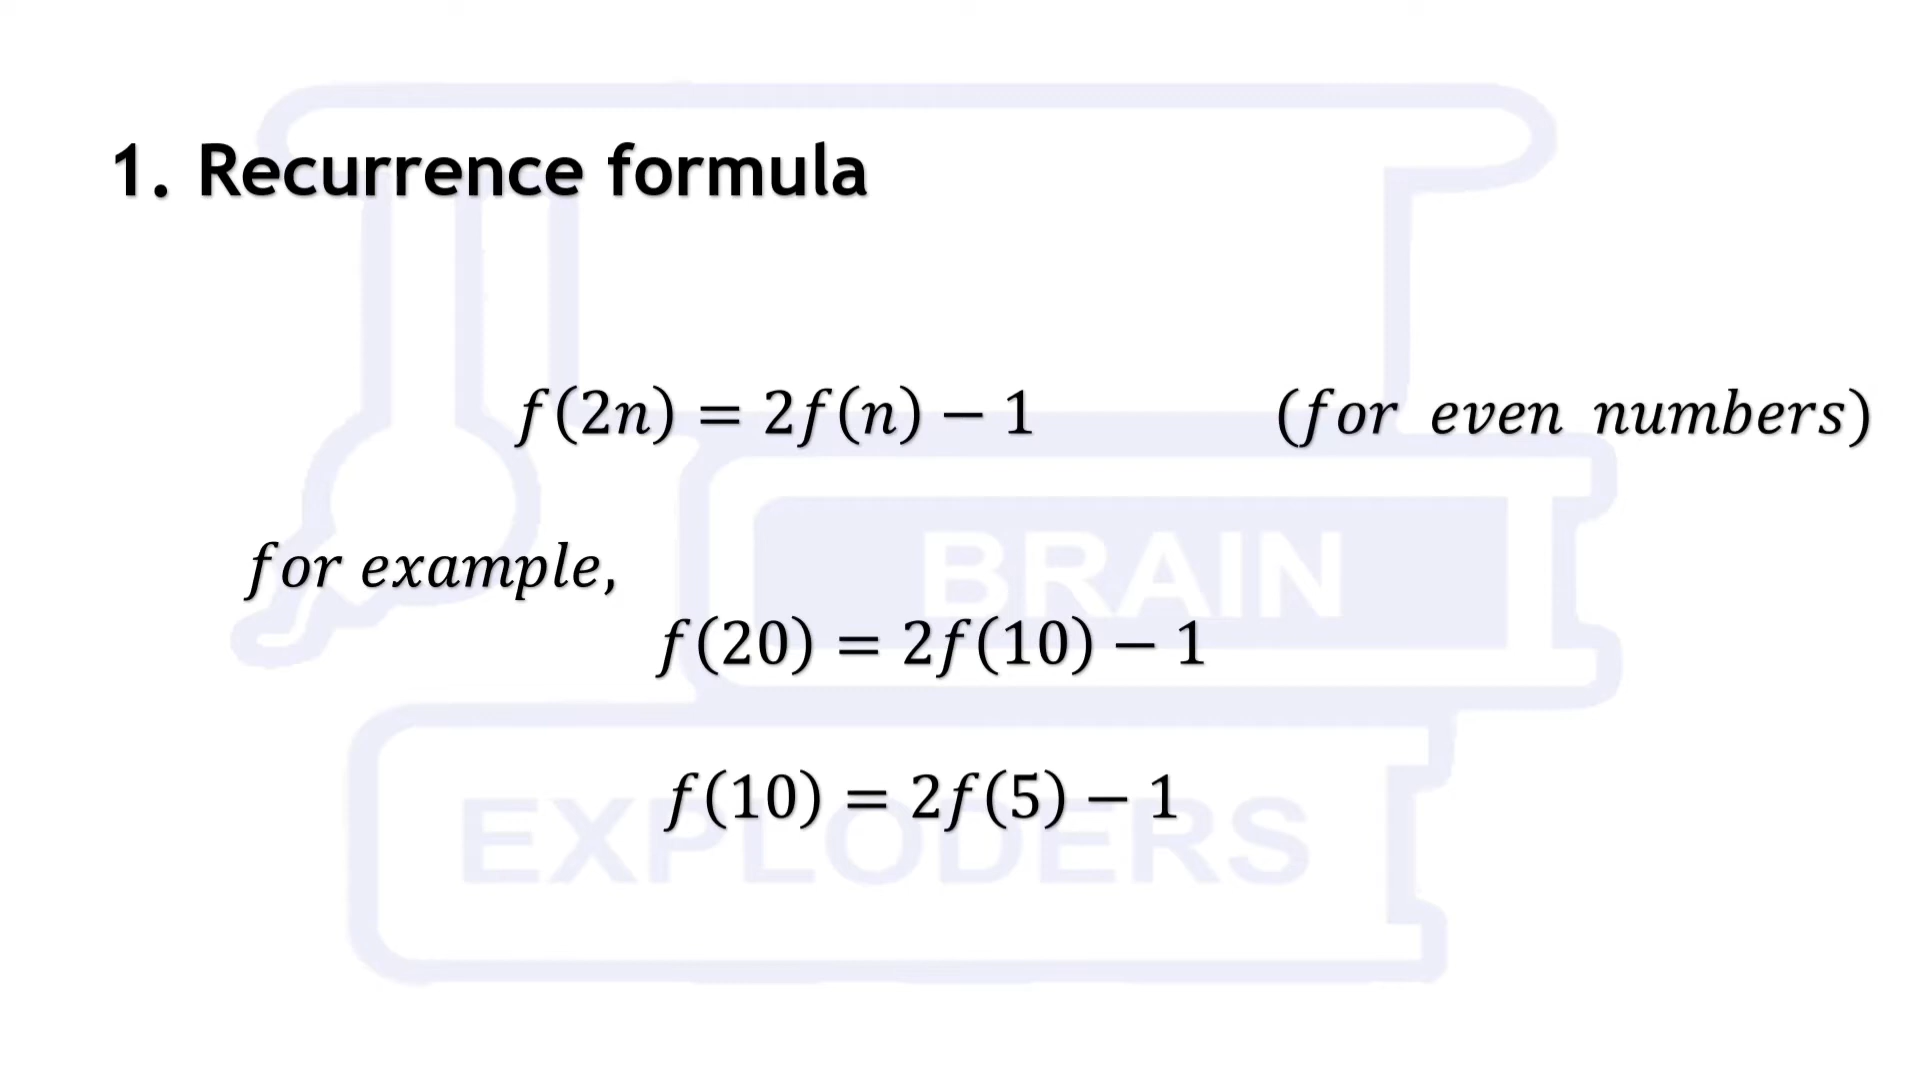 1. Recurrence formula
f(2n) = 2f(n) − 1 (for even numbers)
for example,
BRAIN
f(20) = 2f(10) − 1
f(10) = 2f(5) − 1
EXPLODERS